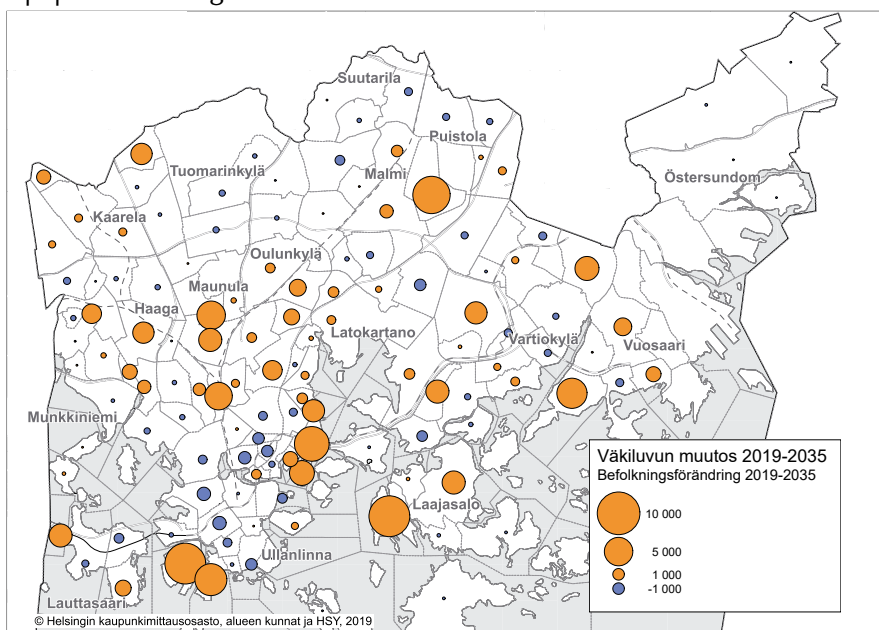 Suutarila
Puistola
Tuomarinkylä
Malmi
Östersundom
Kaarela
Oulunkylä
Maunula
Haaga
Latokartano
Vartiokylä
Vuosaari
Munkkiniemi
Laajasalo
Ullanlinna
Lauttasaari
Väkiluvun muutos 2019-2035
Befolkningsförändring 2019-2035
10 000
5 000
1 000
-1 000
© Helsingin kaupunkimittausosasto, alueen kunnat ja HSY, 2019